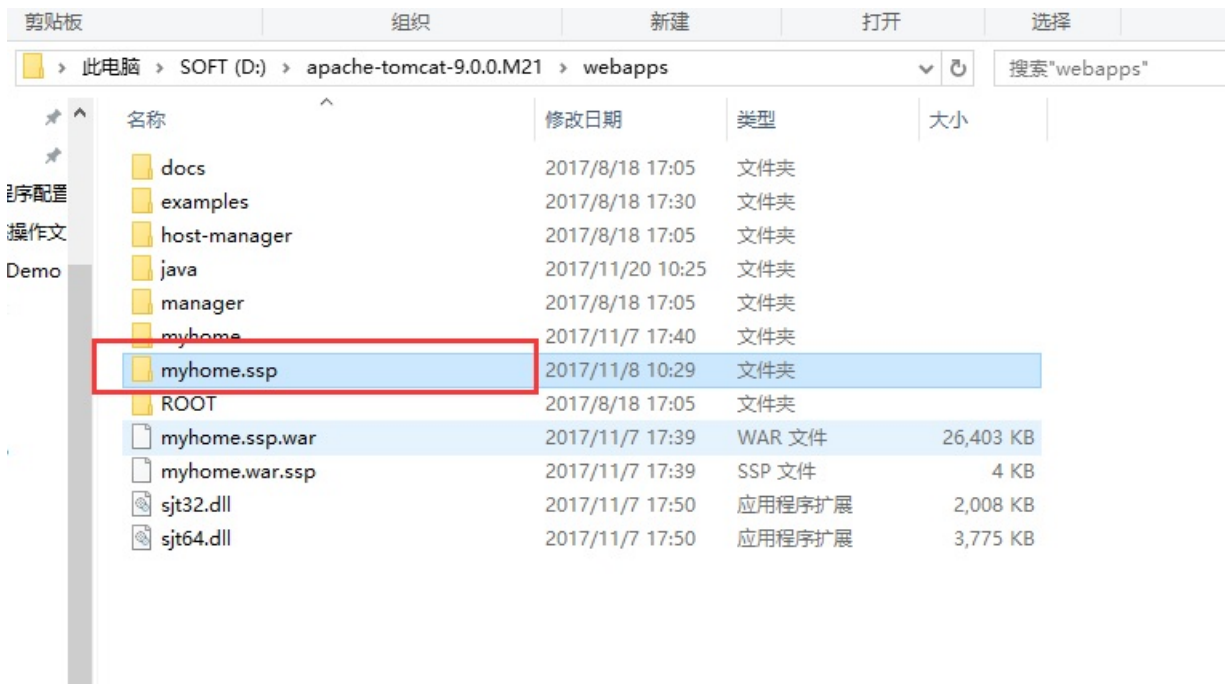 剪贴板 组织 新建 打开 选择
此电脑 > SOFT (D:) > apache-tomcat-9.0.0.M21 > webapps 搜索"webapps"
名称 修改日期 类型 大小
docs 2017/8/18 17:05 文件夹
程序配置 examples 2017/8/18 17:30 文件夹
操作文 host-manager 2017/8/18 17:05 文件夹
Demo java 2017/11/20 10:25 文件夹
manager 2017/8/18 17:05 文件夹
myhome 2017/11/7 17:40 文件夹
myhome.ssp 2017/11/8 10:29 文件夹
ROOT 2017/8/18 17:05 文件夹
myhome.ssp.war 2017/11/7 17:39 WAR 文件 26,403 KB
myhome.war.ssp 2017/11/7 17:39 SSP 文件 4 KB
sjt32.dll 2017/11/7 17:50 应用程序扩展 2,008 KB
sjt64.dll 2017/11/7 17:50 应用程序扩展 3,775 KB